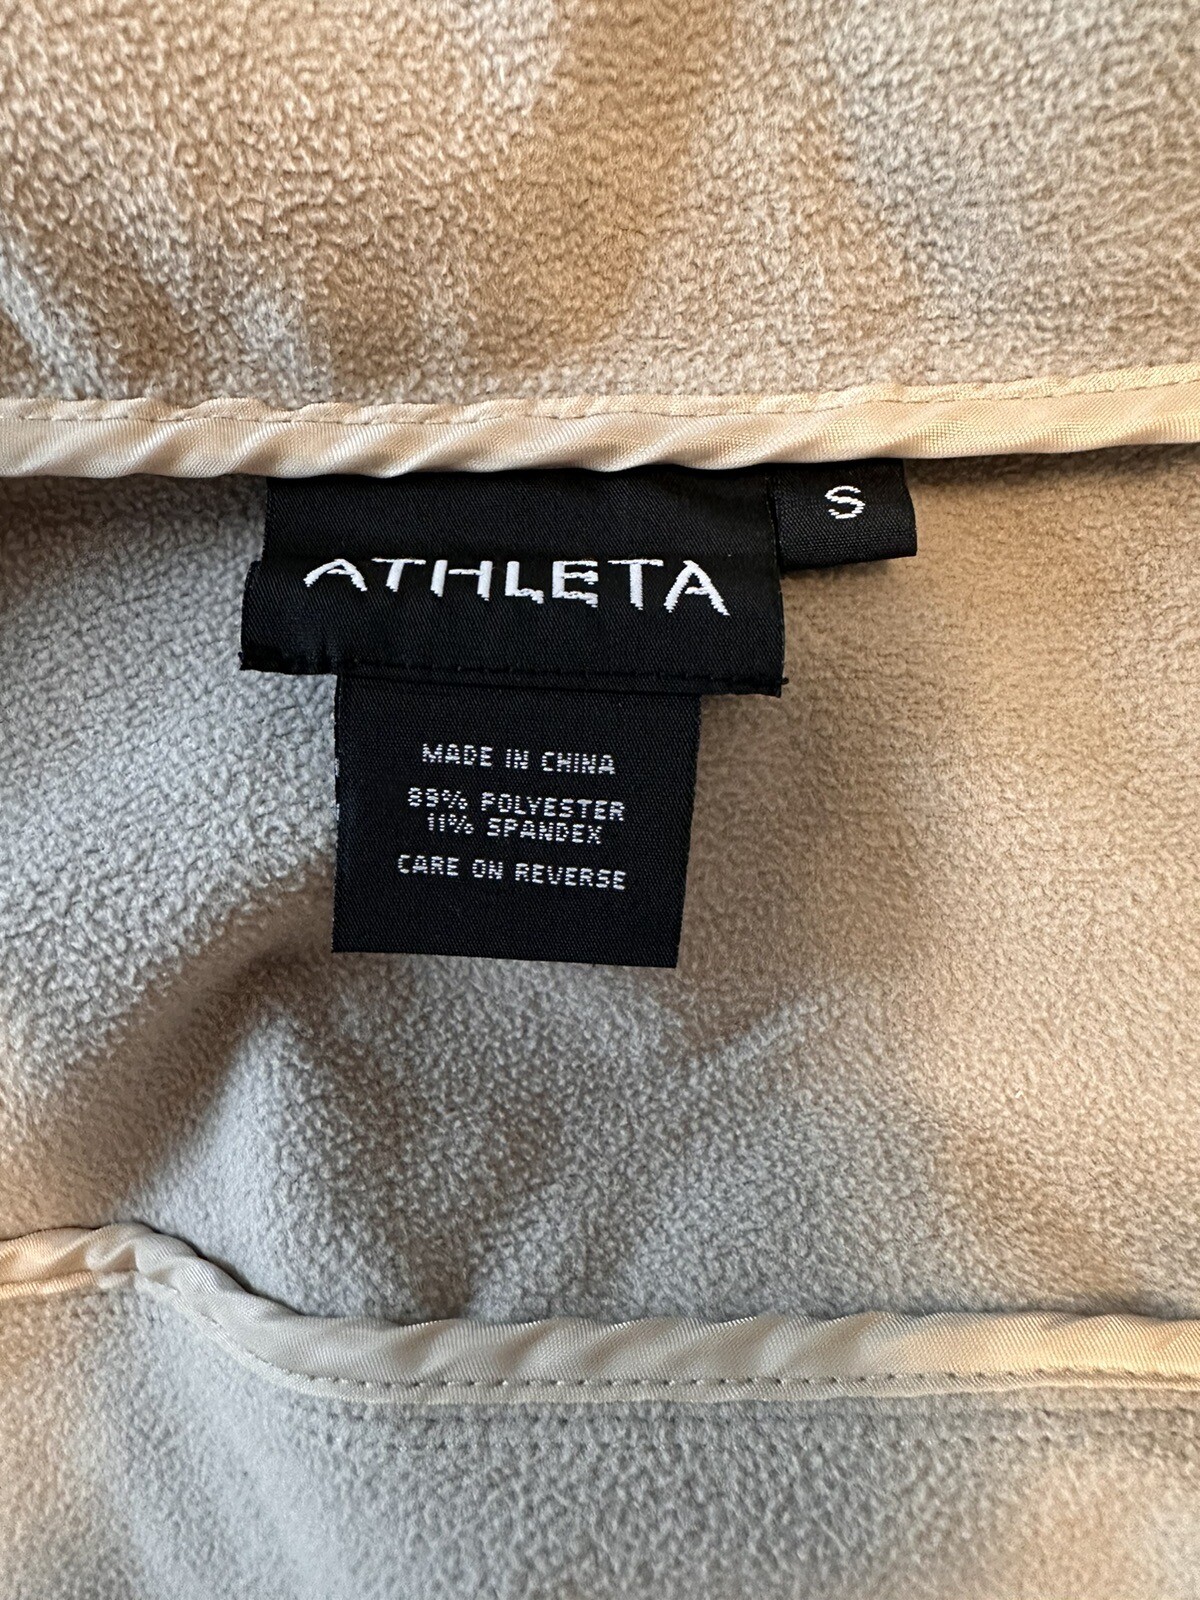 S
ATHLETA
MADE IN CHINA
89% POLYESTER
11% SPANDEX
CARE ON REVERSE